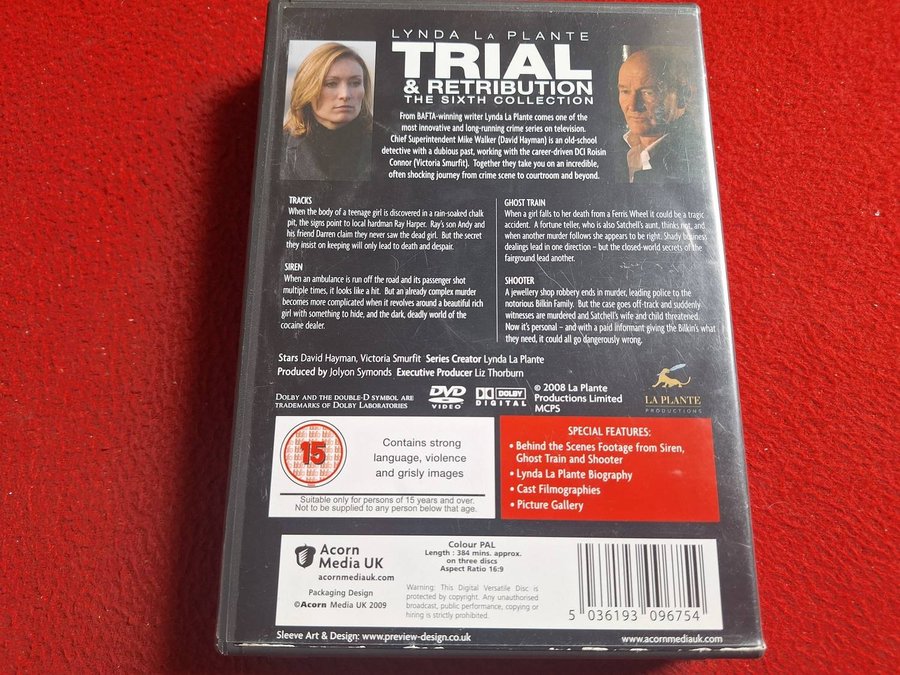 LYNDA LA PLANTE
TRIAL
& RETRIBUTION
THE SIXTH COLLECTION
From BAFTA-winning writer Lynda La Plante comes one of the
most innovative and long-running crime series on television.
Chief Superintendent Mike Walker (David Hayman) is an old-school
detective with a dubious past, working with the career-driven DCI Roisin
Connor (Victoria Smurfit). Together they take you on an incredible,
often shocking journey from crime scene to courtroom and beyond.
TRACKS
When the body of a teenage girl is discovered in a rain-soaked chalk
pit, the signs point to local hardman Ray Harper. Ray's son Andy and
his friend Darren claim they never saw the dead girl. But the secret
they insist on keeping will only lead to death and despair.
SIREN
When an ambulance is run off the road and its passenger shot
multiple times, it looks like a hit. But an already complex murder
becomes more complicated when it revolves around a beautiful rich
girl with something to hide, and the dark, deadly world of the
cocaine dealer.
GHOST TRAIN
When a girl falls to her death from a Ferris Wheel it could be a tragic
accident. A fortune teller, who is also Satchell's aunt, thinks not, and
when another murder follows she appears to be right. Shady business
dealings lead in one direction – but the closed-world secrets of the
fairground lead another.
SHOOTER
A jewellery shop robbery ends in murder, leading police to the
notorious Bilkin Family. But the case goes off-track and suddenly
witnesses are murdered and Satchell's wife and child threatened.
Now it's personal – and with a paid informant giving the Bilkin's what
they need, it could all go dangerously wrong.
Stars David Hayman, Victoria Smurfit Series Creator Lynda La Plante
Produced by Jolyon Symonds Executive Producer Liz Thorburn
DOLBY AND THE DOUBLE-D SYMBOL ARE
TRADEMARKS OF DOLBY LABORATORIES
DVD
VIDEO
DOLBY
DIGITAL
© 2008 La Plante
Productions Limited
MCPS
LA PLANTE
PRODUCTIONS
15
Contains strong
language, violence
and grisly images
Suitable only for persons of 15 years and over.
Not to be supplied to any person below that age.
SPECIAL FEATURES:
• Behind the Scenes Footage from Siren,
Ghost Train and Shooter
• Lynda La Plante Biography
• Cast Filmographies
• Picture Gallery
Acorn
Media UK
acornmediauk.com
Packaging Design
©Acorn Media UK 2009
Colour PAL
Length : 384 mins. approx.
on three discs
Aspect Ratio 16:9
Warning: This Digital Versatile Disc is
protected by copyright. Any unauthorised
broadcast, public performance, copying or
hiring is strictly prohibited.
5 036193 096754
Sleeve Art & Design: www.preview-design.co.uk
www.acornmediauk.com